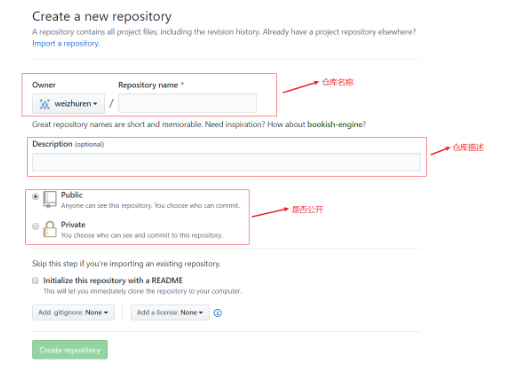 Create a new repository
A repository contains all project files, including the revision history. Already have a project repository elsewhere?
Import a repository.
Owner
Repository name *
weizhuren
/
仓库名称
Great repository names are short and memorable. Need inspiration? How about bookish-engine?
Description (optional)
仓库描述
Public
Anyone can see this repository. You choose who can commit.
是否公开
Private
You choose who can see and commit to this repository.
Skip this step if you're importing an existing repository.
Initialize this repository with a README
This will let you immediately clone the repository to your computer.
Add .gitignore: None
Add a license: None
Create repository